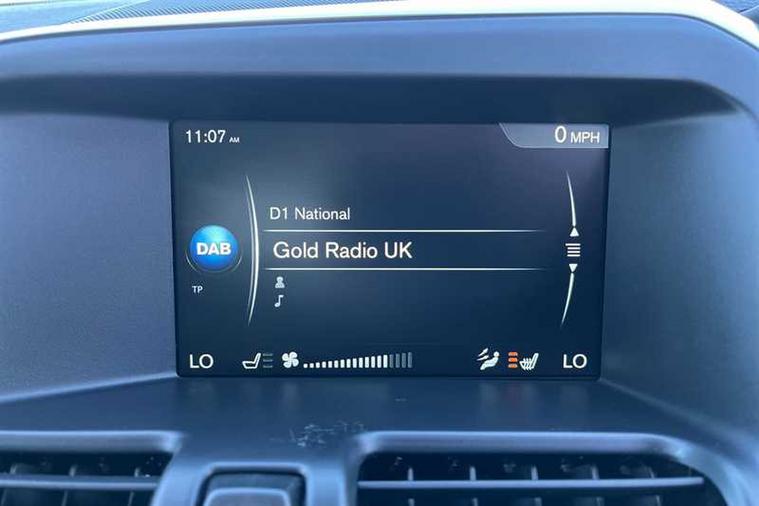 11:07 AM
0 MPH
D1 National
DAB
Gold Radio UK
TP
LO
LO